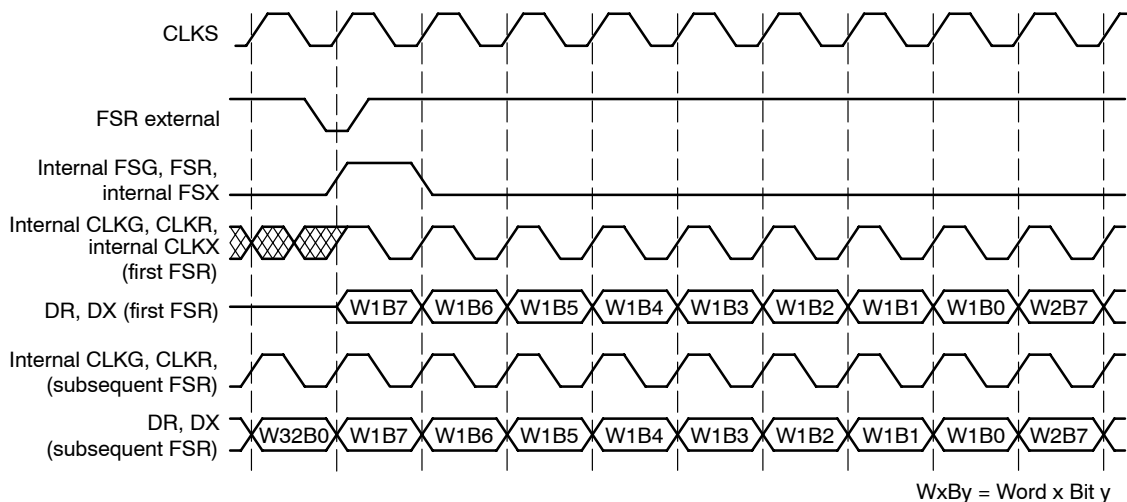 CLKS
FSR external
Internal FSG, FSR,
internal FSX
Internal CLKG, CLKR,
internal CLKX
(first FSR)
DR, DX (first FSR)
W1B7 W1B6 W1B5 W1B4 W1B3 W1B2 W1B1 W1B0 W2B7
Internal CLKG, CLKR,
(subsequent FSR)
DR, DX
(subsequent FSR)
W32B0 W1B7 W1B6 W1B5 W1B4 W1B3 W1B2 W1B1 W1B0 W2B7
WxBy = Word x Bit y